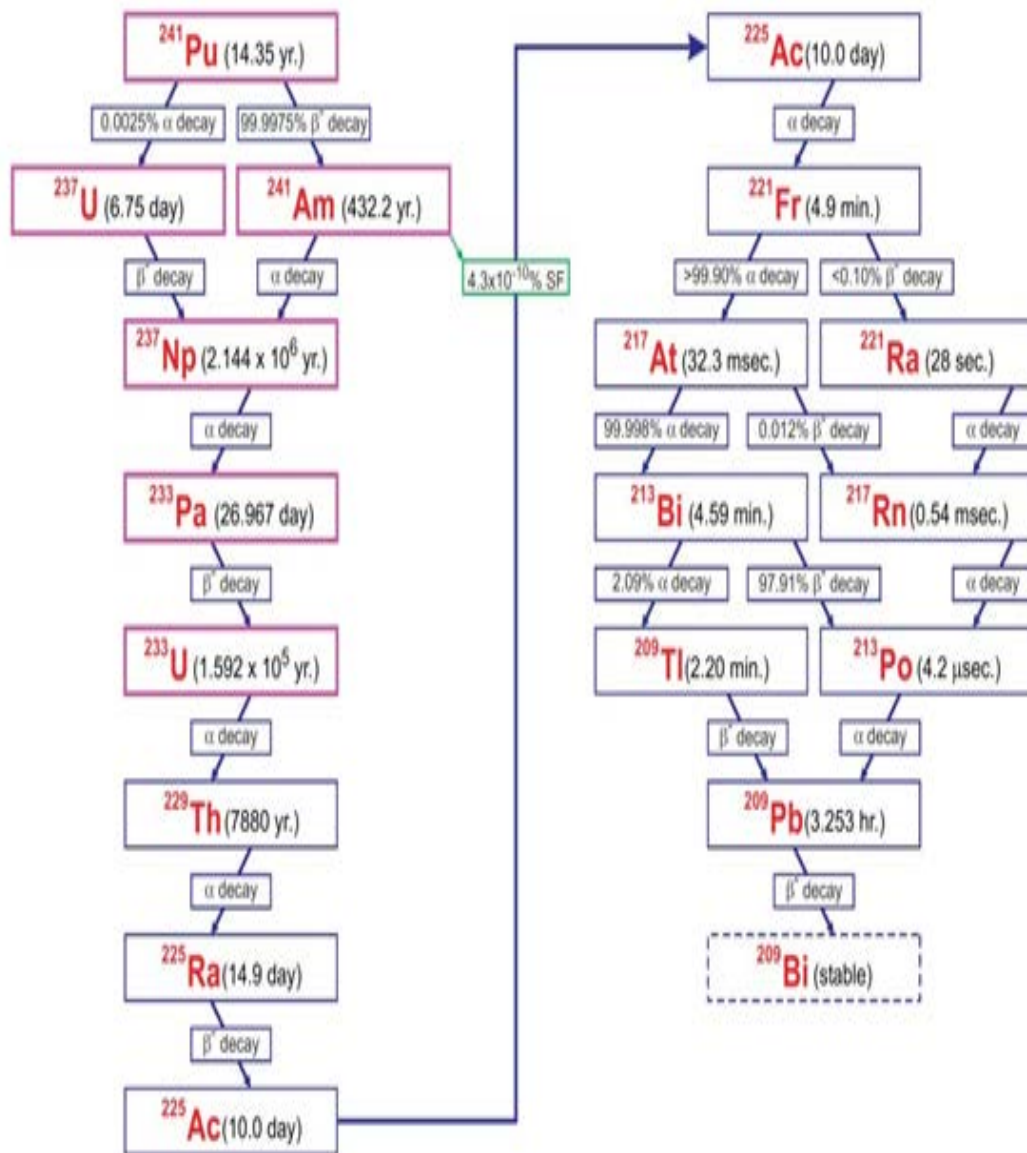 ²⁴¹Pu (14.35 yr.)
0.0025% α decay
99.9975% β⁻ decay
²³⁷U (6.75 day)
²⁴¹Am (432.2 yr.)
β⁻ decay
α decay
4.3x10⁻¹⁰% SF
²³⁷Np (2.144 x 10⁶ yr.)
α decay
²³³Pa (26.967 day)
β⁻ decay
²³³U (1.592 x 10⁵ yr.)
α decay
²²⁹Th (7880 yr.)
α decay
²²⁵Ra (14.9 day)
β⁻ decay
²²⁵Ac (10.0 day)
²²⁵Ac (10.0 day)
α decay
²²¹Fr (4.9 min.)
>99.90% α decay
<0.10% β⁻ decay
²¹⁷At (32.3 msec.)
²²¹Ra (28 sec.)
99.998% α decay
0.012% β⁻ decay
α decay
²¹³Bi (4.59 min.)
²¹⁷Rn (0.54 msec.)
2.09% α decay
97.91% β⁻ decay
α decay
²⁰⁹Tl (2.20 min.)
²¹³Po (4.2 μsec.)
β⁻ decay
α decay
²⁰⁹Pb (3.253 hr.)
β⁻ decay
²⁰⁹Bi (stable)